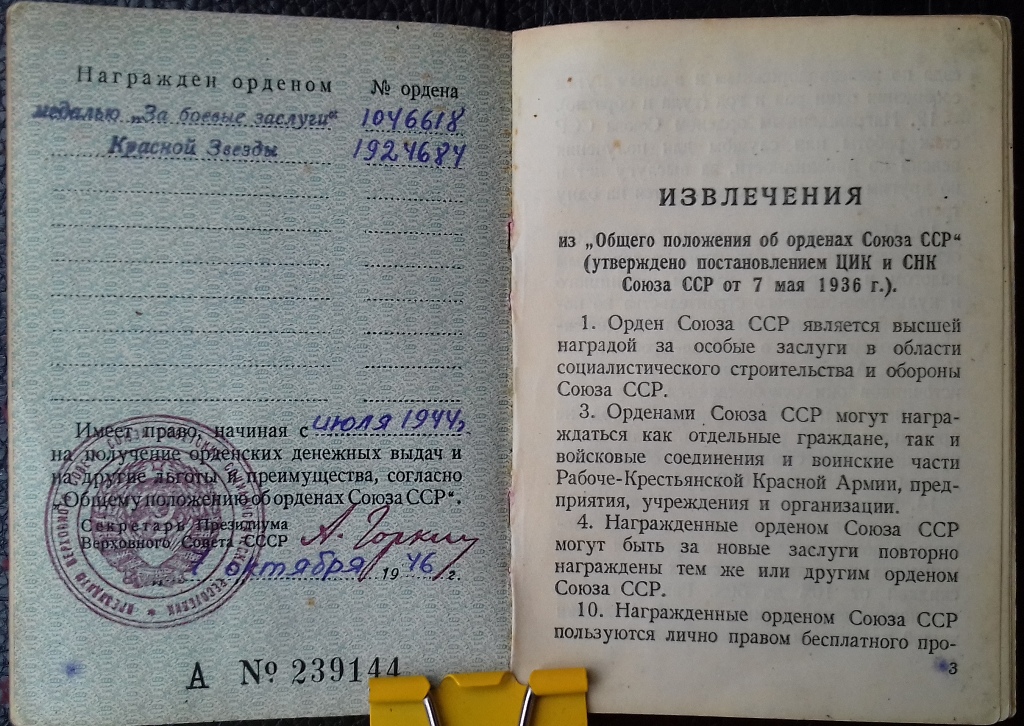 Награжден орденом № ордена
медалью „За боевые заслуги“ 1046618
Красной Звезды 1924684
Имеет право, начиная с июля 1944г.
на получение орденских денежных выдач и
на другие льготы и преимущества, согласно
„Общему положению об орденах Союза ССР“.
Секретарь Президиума
Верховного Совета СССР А. Горкин
октября 1946 г.
А № 239144
ИЗВЛЕЧЕНИЯ
из „Общего положения об орденах Союза ССР“
(утверждено постановлением ЦИК и СНК
Союза ССР от 7 мая 1936 г.).
1. Орден Союза ССР является высшей
наградой за особые заслуги в области
социалистического строительства и обороны
Союза ССР.
3. Орденами Союза ССР могут награ-
ждаться как отдельные граждане, так и
войсковые соединения и воинские части
Рабоче-Крестьянской Красной Армии, пред-
приятия, учреждения и организации.
4. Награжденные орденом Союза ССР
могут быть за новые заслуги повторно
награждены тем же или другим орденом
Союза ССР.
10. Награжденные орденом Союза ССР
пользуются лично правом бесплатного про-
3